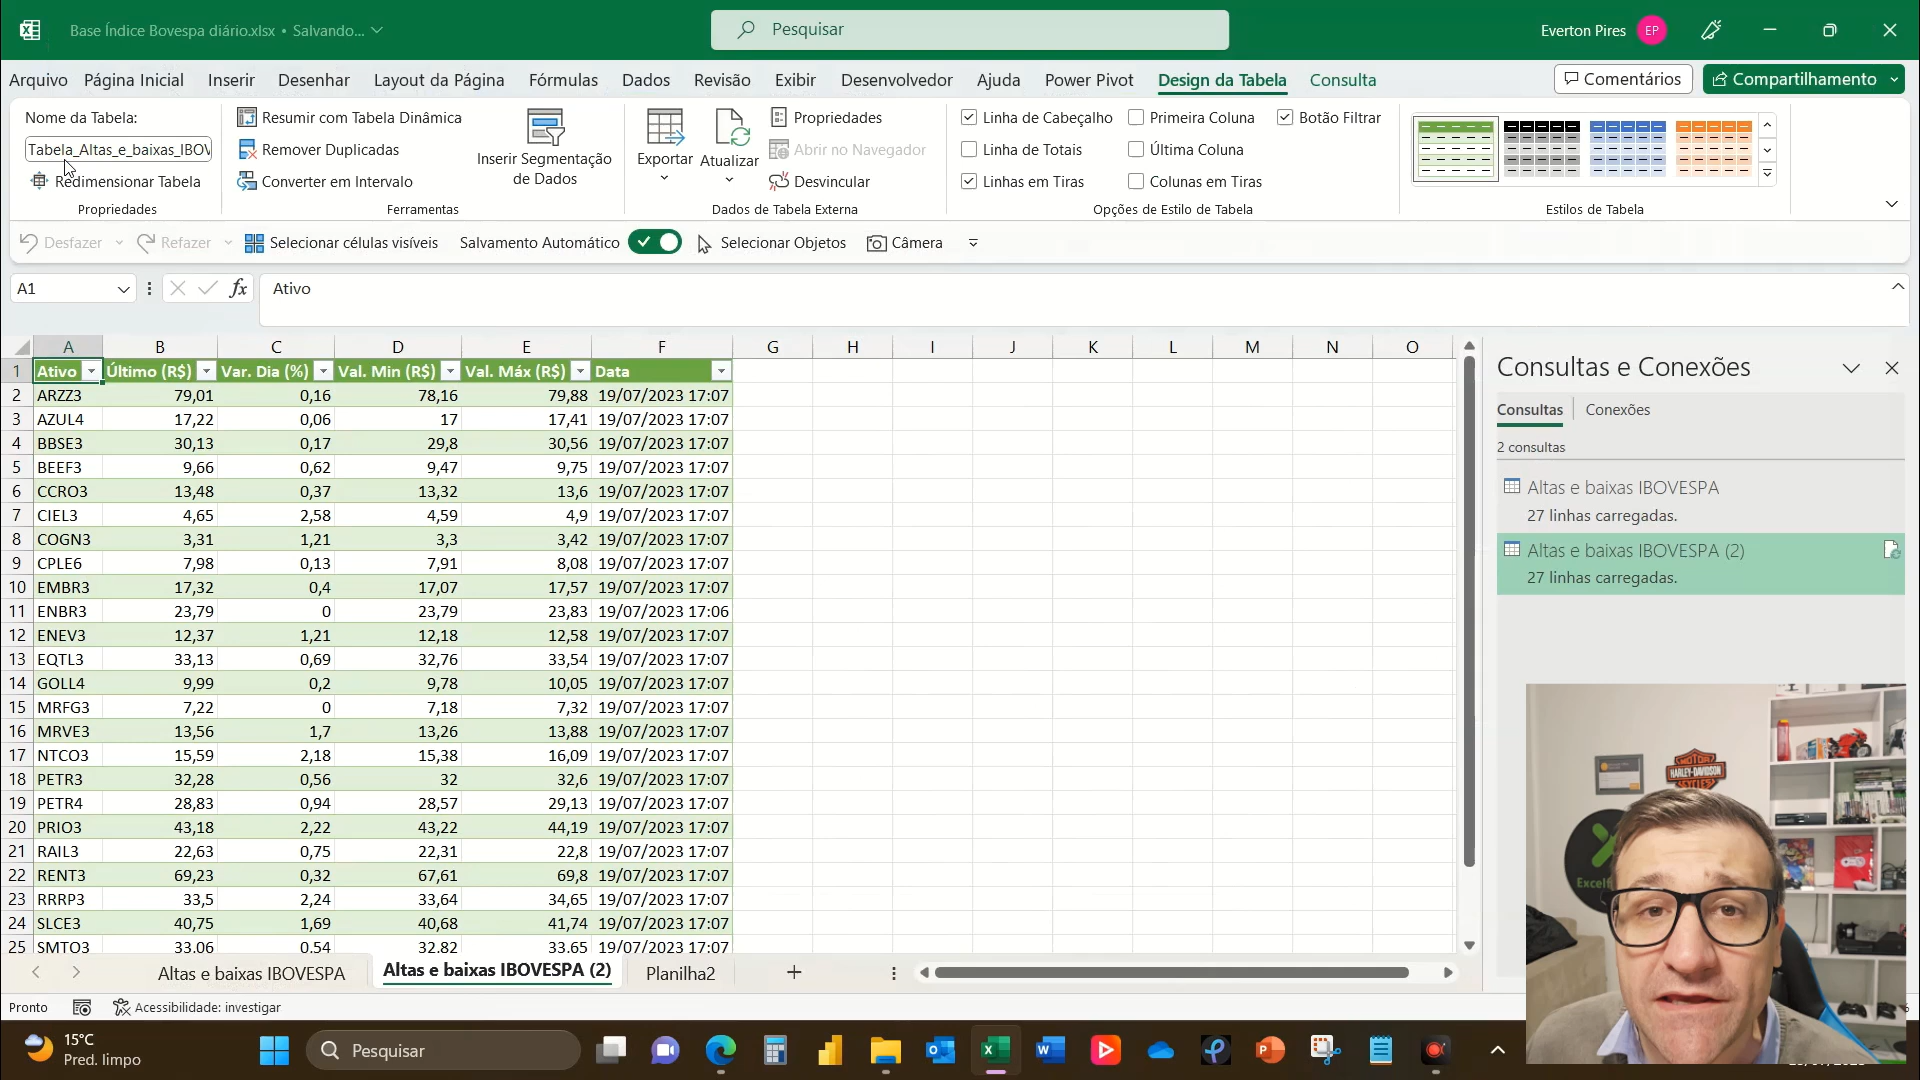 Base Índice Bovespa diário.xlsx • Salvando...
Pesquisar
Everton Pires EP
Arquivo Página Inicial Inserir Desenhar Layout da Página Fórmulas Dados Revisão Exibir Desenvolvedor Ajuda Power Pivot Design da Tabela Consulta Comentários Compartilhamento
Nome da Tabela:
Tabela_Altas_e_baixas_IBOV
Redimensionar Tabela
Propriedades
Resumir com Tabela Dinâmica
Remover Duplicadas
Converter em Intervalo
Ferramentas
Inserir Segmentação
de Dados
Exportar Atualizar
Propriedades
Abrir no Navegador
Desvincular
Dados de Tabela Externa
Linha de Cabeçalho Primeira Coluna Botão Filtrar
Linha de Totais Última Coluna
Linhas em Tiras Colunas em Tiras
Opções de Estilo de Tabela
Estilos de Tabela
Desfazer Refazer Selecionar células visíveis Salvamento Automático Selecionar Objetos Câmera
A1 fx Ativo
A B C D E F G H I J K L M N O
1 Ativo Último (R$) Var. Dia (%) Val. Min (R$) Val. Máx (R$) Data
2 ARZZ3 79,01 0,16 78,16 79,88 19/07/2023 17:07
3 AZUL4 17,22 0,06 17 17,41 19/07/2023 17:07
4 BBSE3 30,13 0,17 29,8 30,56 19/07/2023 17:07
5 BEEF3 9,66 0,62 9,47 9,75 19/07/2023 17:07
6 CCRO3 13,48 0,37 13,32 13,6 19/07/2023 17:07
7 CIEL3 4,65 2,58 4,59 4,9 19/07/2023 17:07
8 COGN3 3,31 1,21 3,3 3,42 19/07/2023 17:07
9 CPLE6 7,98 0,13 7,91 8,08 19/07/2023 17:07
10 EMBR3 17,32 0,4 17,07 17,57 19/07/2023 17:07
11 ENBR3 23,79 0 23,79 23,83 19/07/2023 17:06
12 ENEV3 12,37 1,21 12,18 12,58 19/07/2023 17:07
13 EQTL3 33,13 0,69 32,76 33,54 19/07/2023 17:07
14 GOLL4 9,99 0,2 9,78 10,05 19/07/2023 17:07
15 MRFG3 7,22 0 7,18 7,32 19/07/2023 17:07
16 MRVE3 13,56 1,7 13,26 13,88 19/07/2023 17:07
17 NTCO3 15,59 2,18 15,38 16,09 19/07/2023 17:07
18 PETR3 32,28 0,56 32 32,6 19/07/2023 17:07
19 PETR4 28,83 0,94 28,57 29,13 19/07/2023 17:07
20 PRIO3 43,18 2,22 43,22 44,19 19/07/2023 17:07
21 RAIL3 22,63 0,75 22,31 22,8 19/07/2023 17:07
22 RENT3 69,23 0,32 67,61 69,8 19/07/2023 17:07
23 RRRP3 33,5 2,24 33,64 34,65 19/07/2023 17:07
24 SLCE3 40,75 1,69 40,68 41,74 19/07/2023 17:07
25 SMTO3 33,06 0,54 32,82 33,65 19/07/2023 17:07
Consultas e Conexões
Consultas Conexões
2 consultas
Altas e baixas IBOVESPA
27 linhas carregadas.
Altas e baixas IBOVESPA (2)
27 linhas carregadas.
HARLEY-DAVIDSON
Altas e baixas IBOVESPA Altas e baixas IBOVESPA (2) Planilha2
Pronto Acessibilidade: investigar
15°C
Pred. limpo
Pesquisar